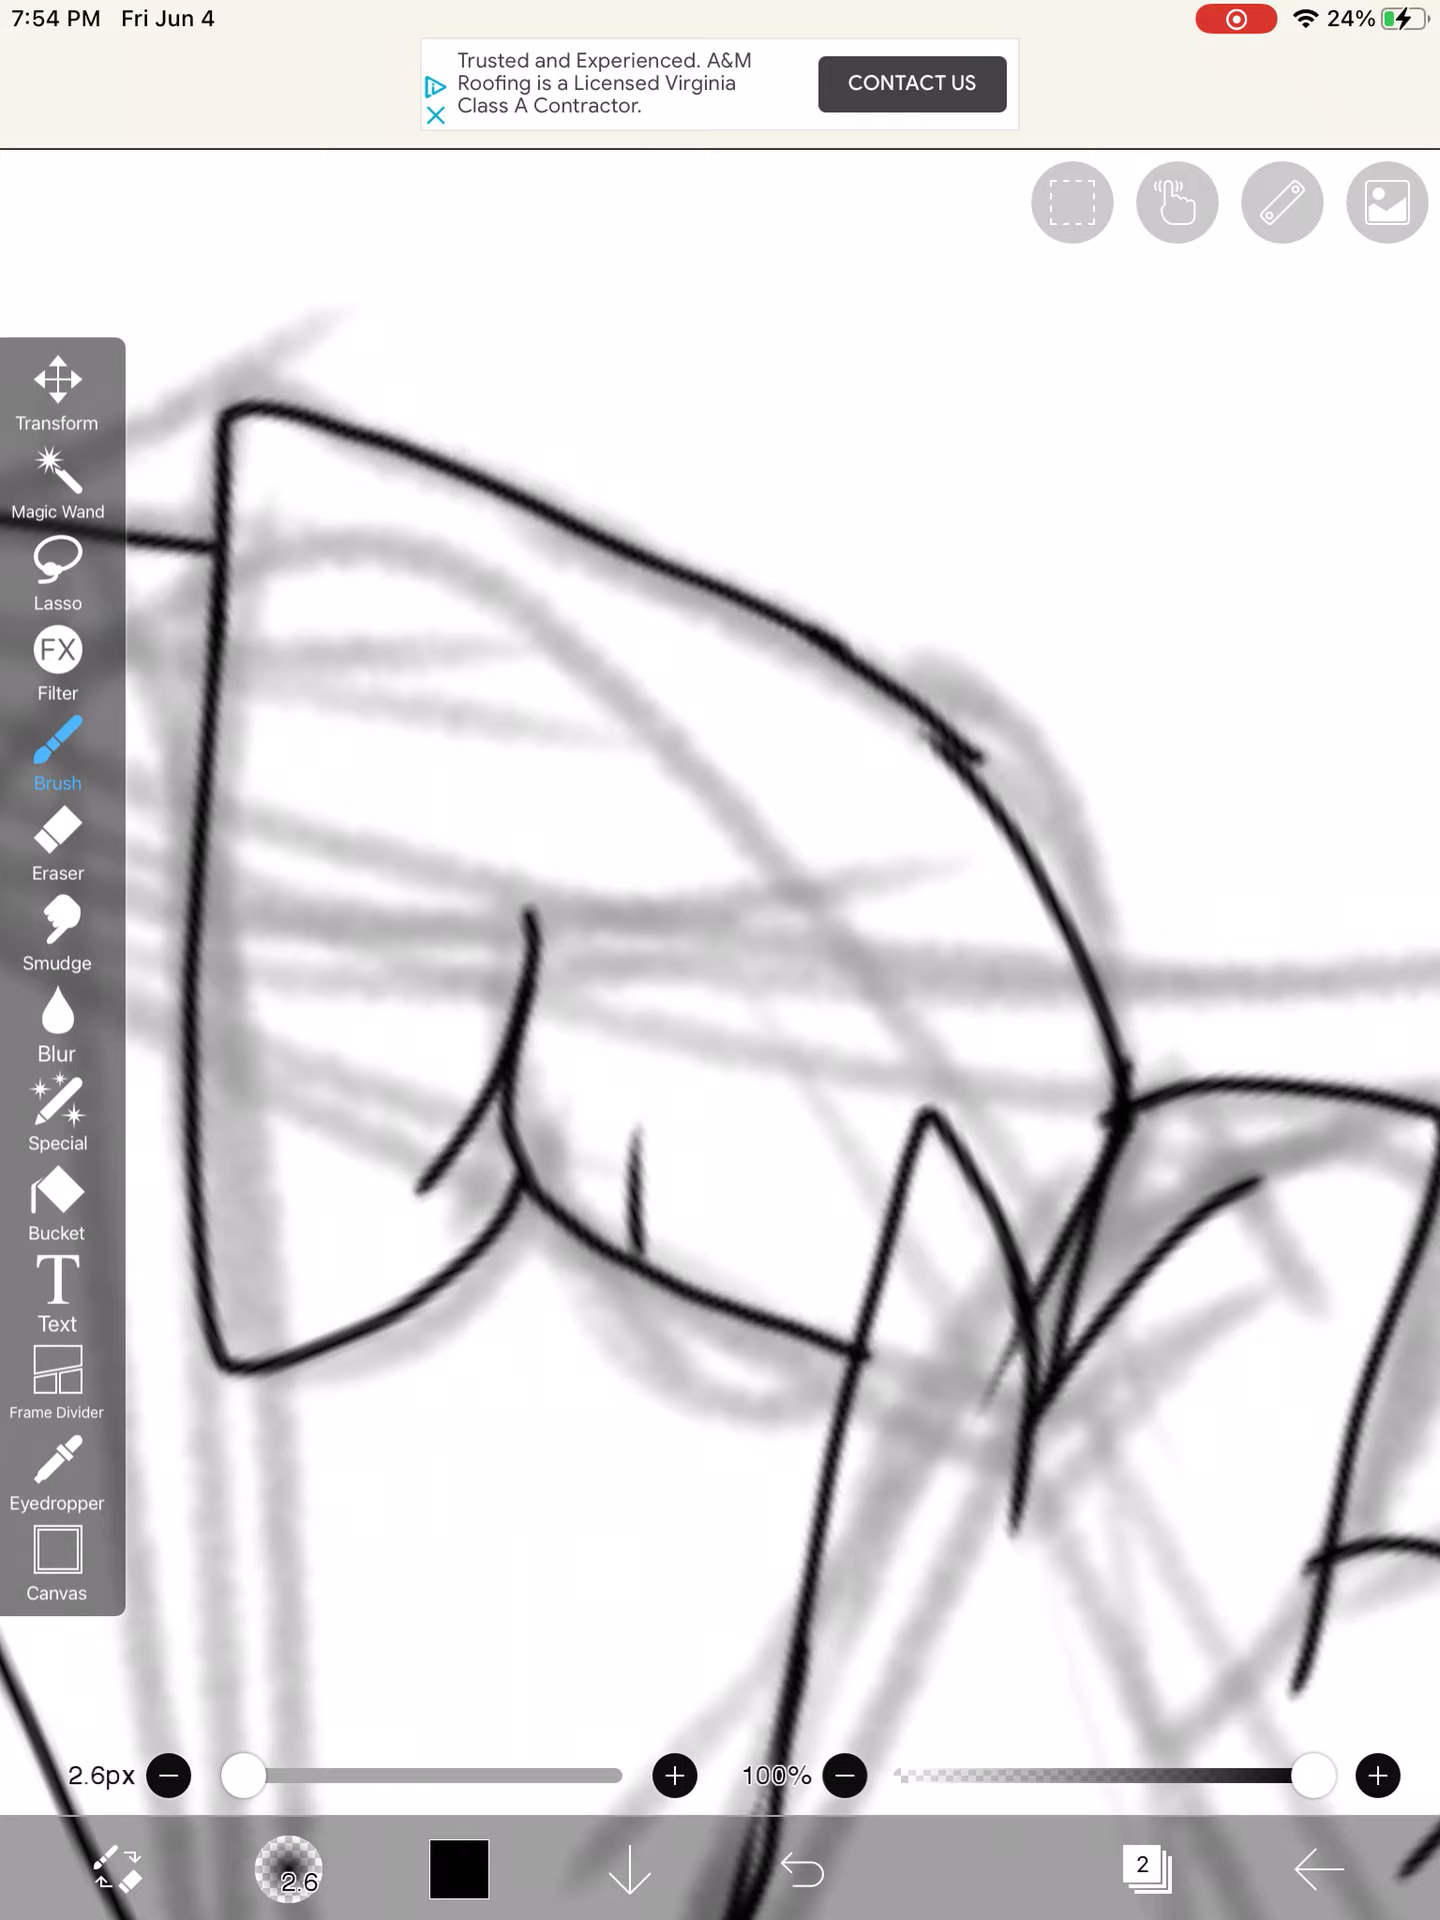 7:54 PM Fri Jun 4
24%
Trusted and Experienced. A&M
Roofing is a Licensed Virginia
Class A Contractor.
CONTACT US
Transform
Magic Wand
Lasso
FX
Filter
Brush
Eraser
Smudge
Blur
Special
Bucket
T
Text
Frame Divider
Eyedropper
Canvas
2.6px
100%
2.6
2